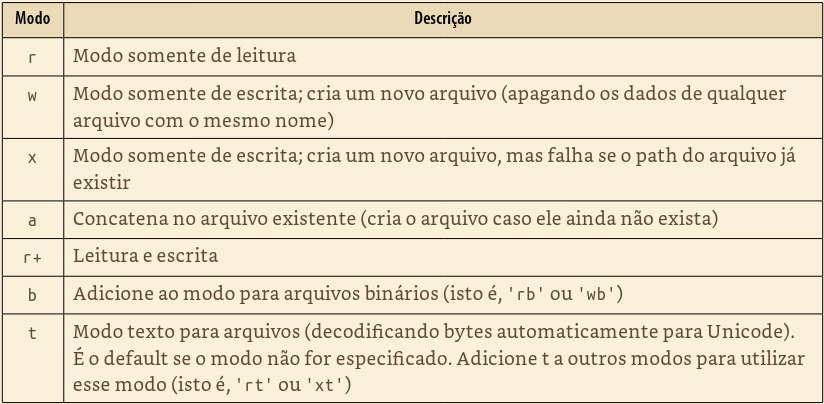 Modo Descrição
r Modo somente de leitura
w Modo somente de escrita; cria um novo arquivo (apagando os dados de qualquer
arquivo com o mesmo nome)
x Modo somente de escrita; cria um novo arquivo, mas falha se o path do arquivo já
existir
a Concatena no arquivo existente (cria o arquivo caso ele ainda não exista)
r+ Leitura e escrita
b Adicione ao modo para arquivos binários (isto é, 'rb' ou 'wb')
t Modo texto para arquivos (decodificando bytes automaticamente para Unicode).
É o default se o modo não for especificado. Adicione t a outros modos para utilizar
esse modo (isto é, 'rt' ou 'xt')